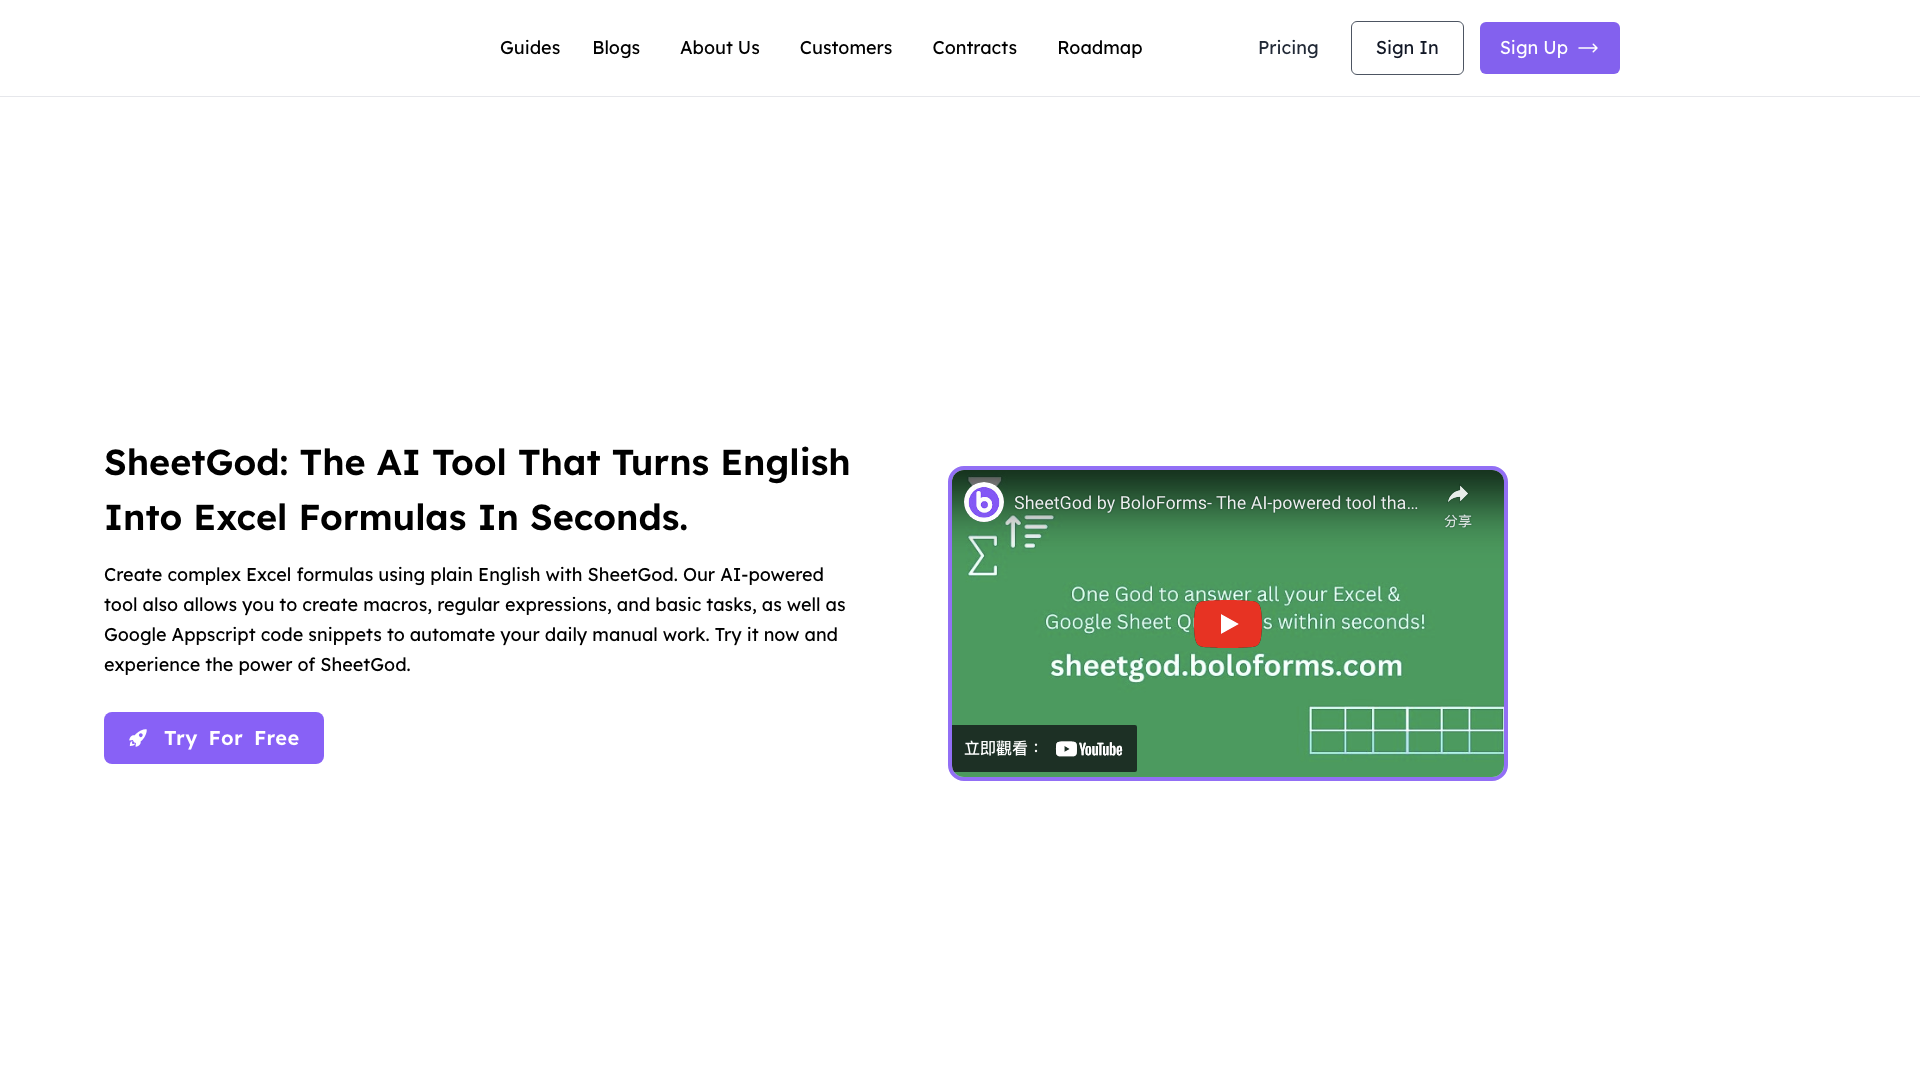 Guides
Blogs
About Us
Customers
Contracts
Roadmap
Pricing
Sign In
Sign Up
SheetGod: The AI Tool That Turns English
Into Excel Formulas In Seconds.
Create complex Excel formulas using plain English with SheetGod. Our AI-powered
tool also allows you to create macros, regular expressions, and basic tasks, as well as
Google Appscript code snippets to automate your daily manual work. Try it now and
experience the power of SheetGod.
Try For Free
b
SheetGod by BoloForms- The AI-powered tool tha...
分享
One God to answer all your Excel &
Google Sheet within seconds!
sheetgod.boloforms.com
立即觀看：
YouTube